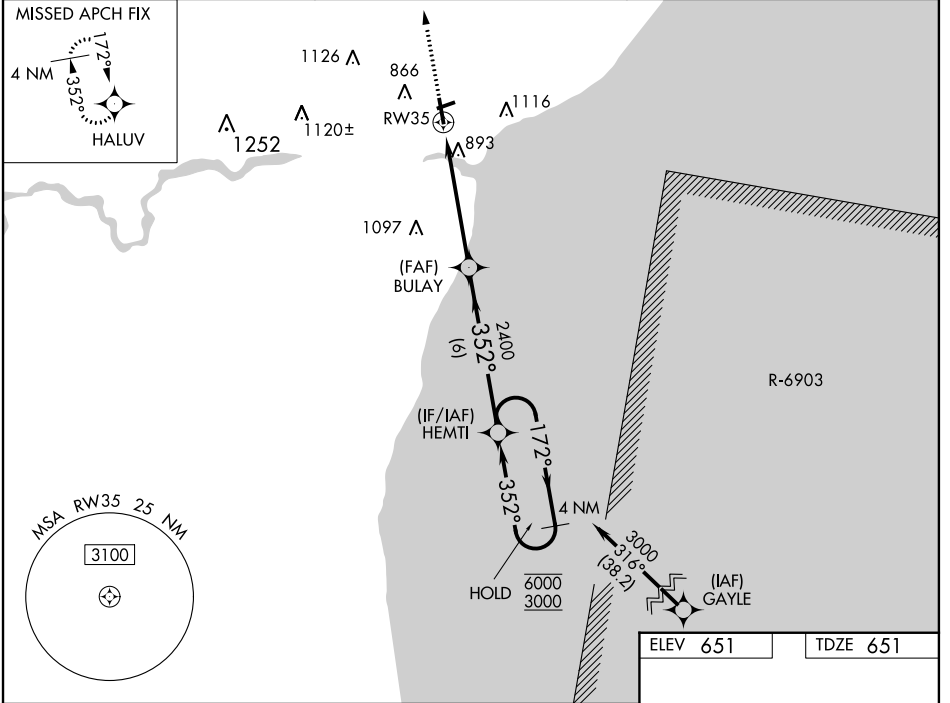 MISSED APCH FIX
172°
4 NM
352°
HALUV
1126
866
1116
RW35
1120±
1252
893
1097
(FAF)
BULAY
2400
352°
(6)
R-6903
(IF/IAF)
HEMTI
172°
352°
4 NM
3000
316°
(38.2)
HOLD
6000
3000
(IAF)
GAYLE
MSA RW35 25 NM
3100
ELEV 651
TDZE 651